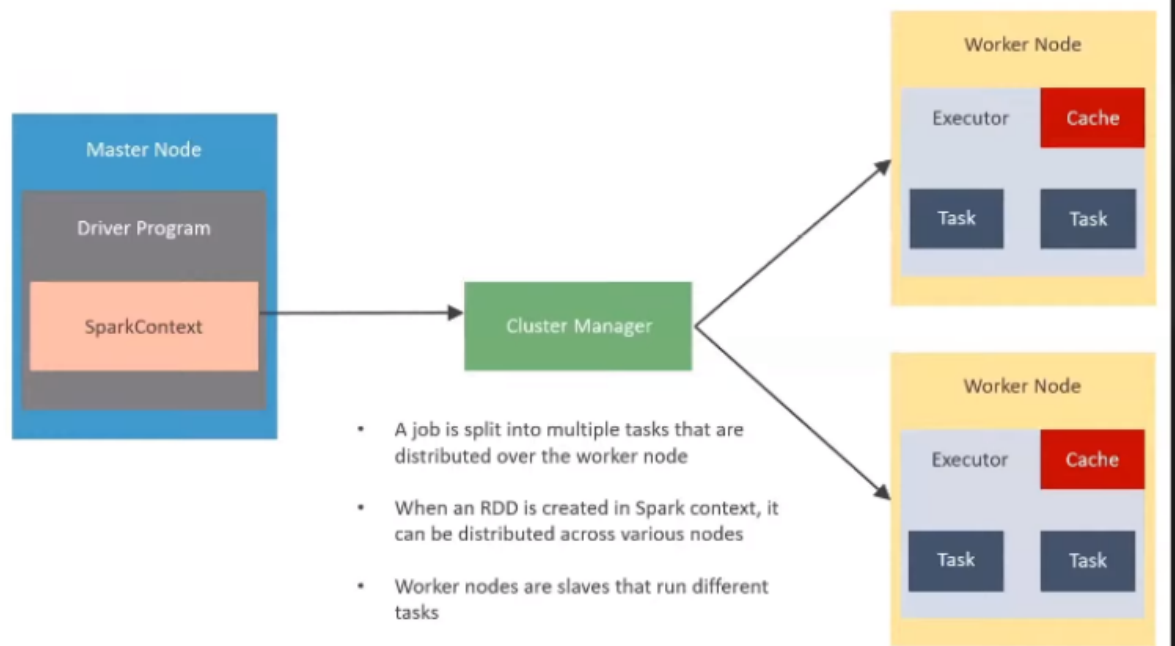 Master Node
Driver Program
SparkContext
Cluster Manager
• A job is split into multiple tasks that are
distributed over the worker node
• When an RDD is created in Spark context, it
can be distributed across various nodes
• Worker nodes are slaves that run different
tasks
Worker Node
Executor
Cache
Task
Task
Worker Node
Executor
Cache
Task
Task